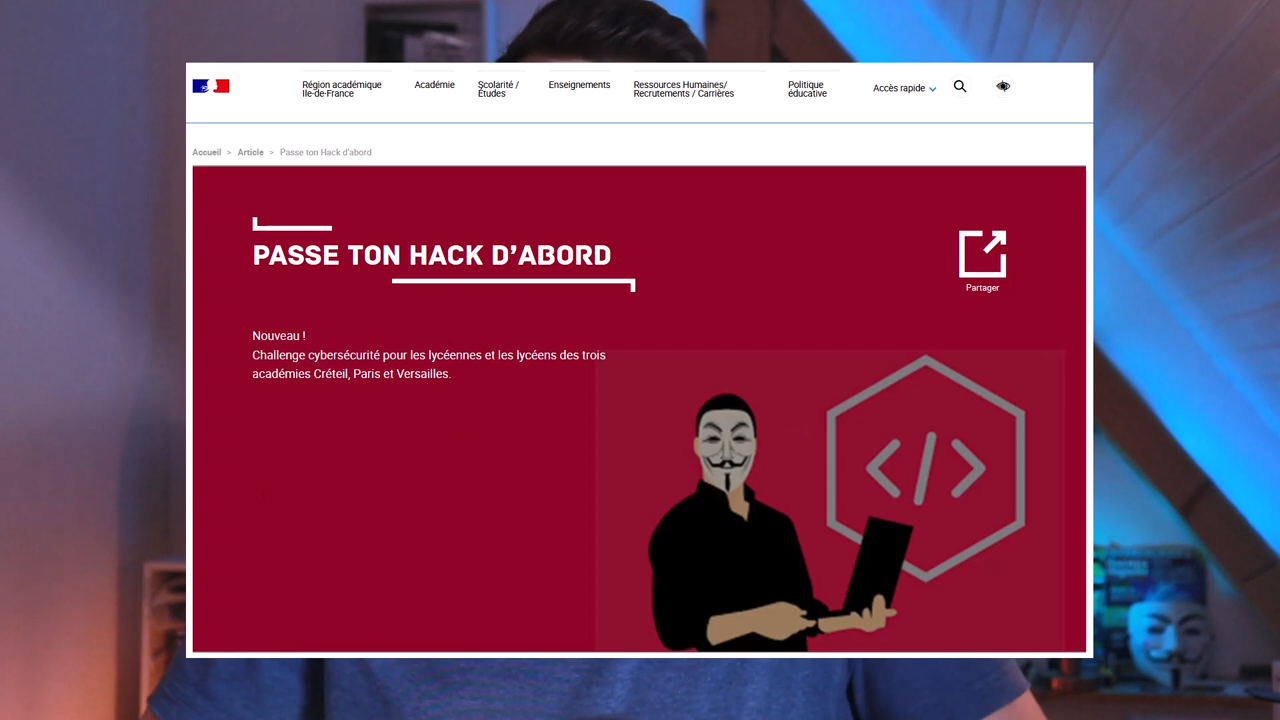 Région académique
Ile-de-France
Académie
Scolarité /
Études
Enseignements
Ressources Humaines/
Recrutements / Carrières
Politique
éducative
Accès rapide
Accueil > Article > Passe ton Hack d'abord
PASSE TON HACK D'ABORD
Partager
Nouveau !
Challenge cybersécurité pour les lycéennes et les lycéens des trois
académies Créteil, Paris et Versailles.